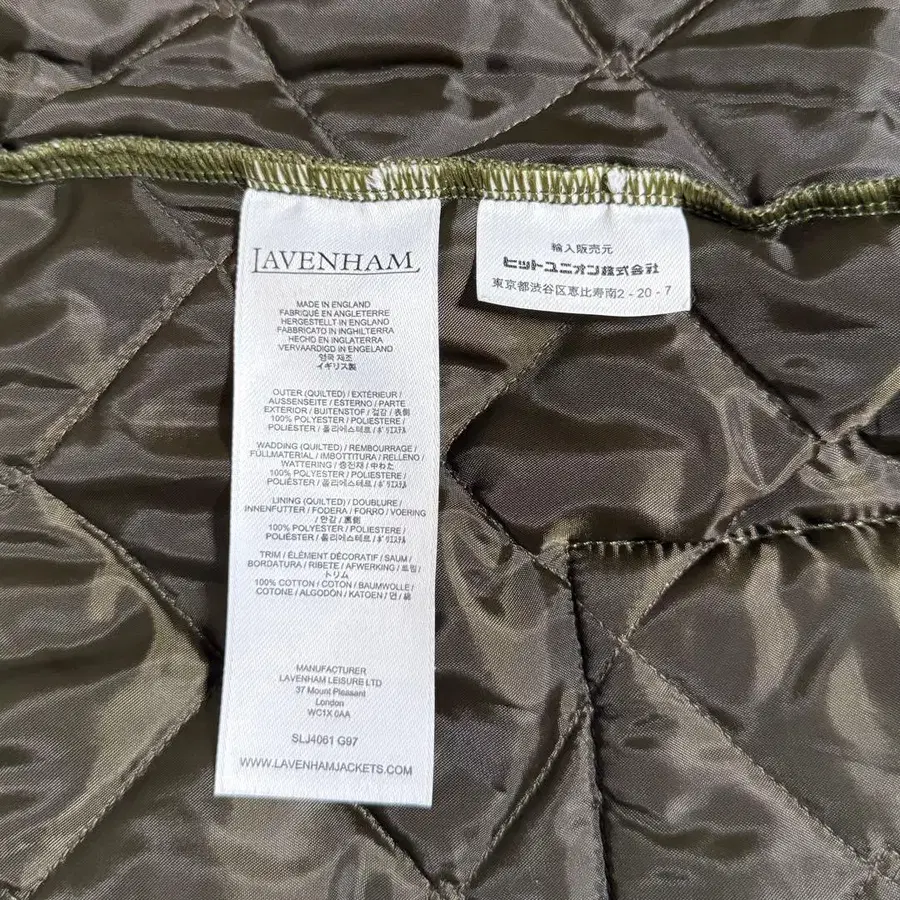 LAVENHAM
MADE IN ENGLAND
FABRIQUÉ EN ANGLETERRE
HERGESTELLT IN ENGLAND
FABBRICATO IN INGHILTERRA
HECHO EN INGLATERRA
VERVAARDIGD IN ENGELAND
영국 제조
イギリス製
OUTER (QUILTED) / EXTÉRIEUR /
AUSSENSEITE / ESTERNO / PARTE
EXTERIOR / BUITENSTOF / 겉감 / 表側
100% POLYESTER / POLIESTERE /
POLIÉSTER / 폴리에스테르 / ポリエステル
WADDING (QUILTED) / REMBOURRAGE /
FÜLLMATERIAL / IMBOTTITURA / RELLENO /
WATTERING / 충전재 / 中わた
100% POLYESTER / POLIESTERE /
POLIÉSTER / 폴리에스테르 / ポリエステル
LINING (QUILTED) / DOUBLURE /
INNENFUTTER / FODERA / FORRO / VOERING
/ 안감 / 裏側
100% POLYESTER / POLIESTERE /
POLIÉSTER / 폴리에스테르 / ポリエステル
TRIM / ÉLÉMENT DÉCORATIF / SAUM /
BORDATURA / RIBETE / AFWERKING / 트림 /
トリム
100% COTTON / COTON / BAUMWOLLE /
COTONE / ALGODÓN / KATOEN / 면 / 綿
MANUFACTURER
LAVENHAM LEISURE LTD
37 Mount Pleasant
London
WC1X 0AA
SLJ4061 G97
WWW.LAVENHAMJACKETS.COM
輸入販売元
ヒットユニオン株式会社
東京都渋谷区恵比寿南2-20-7